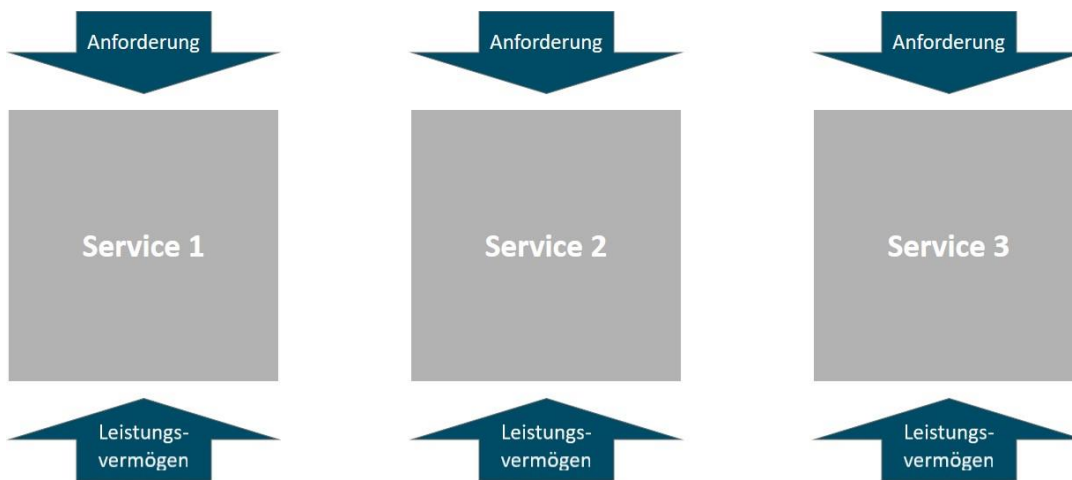 Anforderung
Anforderung
Anforderung
Service 1
Service 2
Service 3
Leistungs-
vermögen
Leistungs-
vermögen
Leistungs-
vermögen